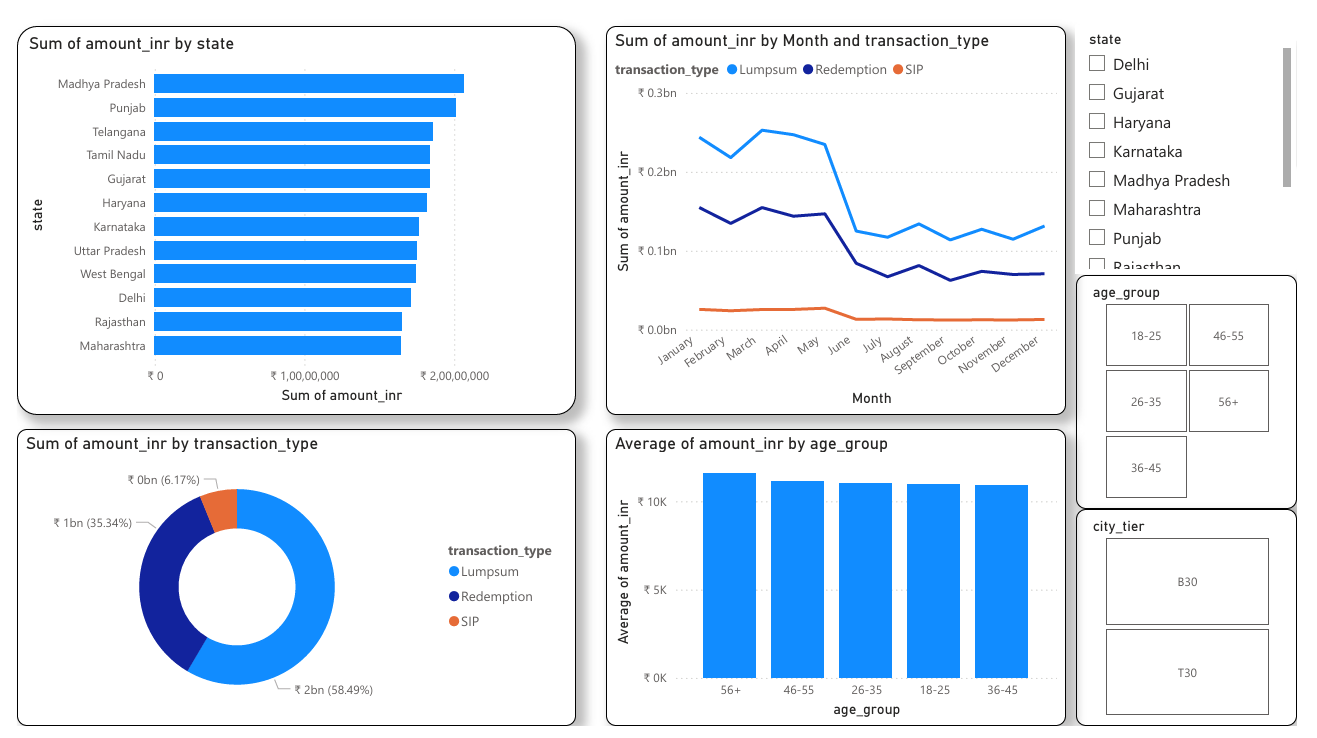 Sum of amount_inr by state
state
Madhya Pradesh
Punjab
Telangana
Tamil Nadu
Gujarat
Haryana
Karnataka
Uttar Pradesh
West Bengal
Delhi
Rajasthan
Maharashtra
₹ 0 ₹ 1,00,00,000 ₹ 2,00,00,000
Sum of amount_inr
Sum of amount_inr by Month and transaction_type
transaction_type Lumpsum Redemption SIP
Sum of amount_inr
₹ 0.3bn
₹ 0.2bn
₹ 0.1bn
₹ 0.0bn
January February March April May June July August September October November December
Month
state
Delhi
Gujarat
Haryana
Karnataka
Madhya Pradesh
Maharashtra
Punjab
Rajasthan
age_group
18-25 46-55
26-35 56+
36-45
Sum of amount_inr by transaction_type
₹ 0bn (6.17%)
₹ 1bn (35.34%)
₹ 2bn (58.49%)
transaction_type
Lumpsum
Redemption
SIP
Average of amount_inr by age_group
Average of amount_inr
₹ 10K
₹ 5K
₹ 0K
56+ 46-55 26-35 18-25 36-45
age_group
city_tier
B30
T30